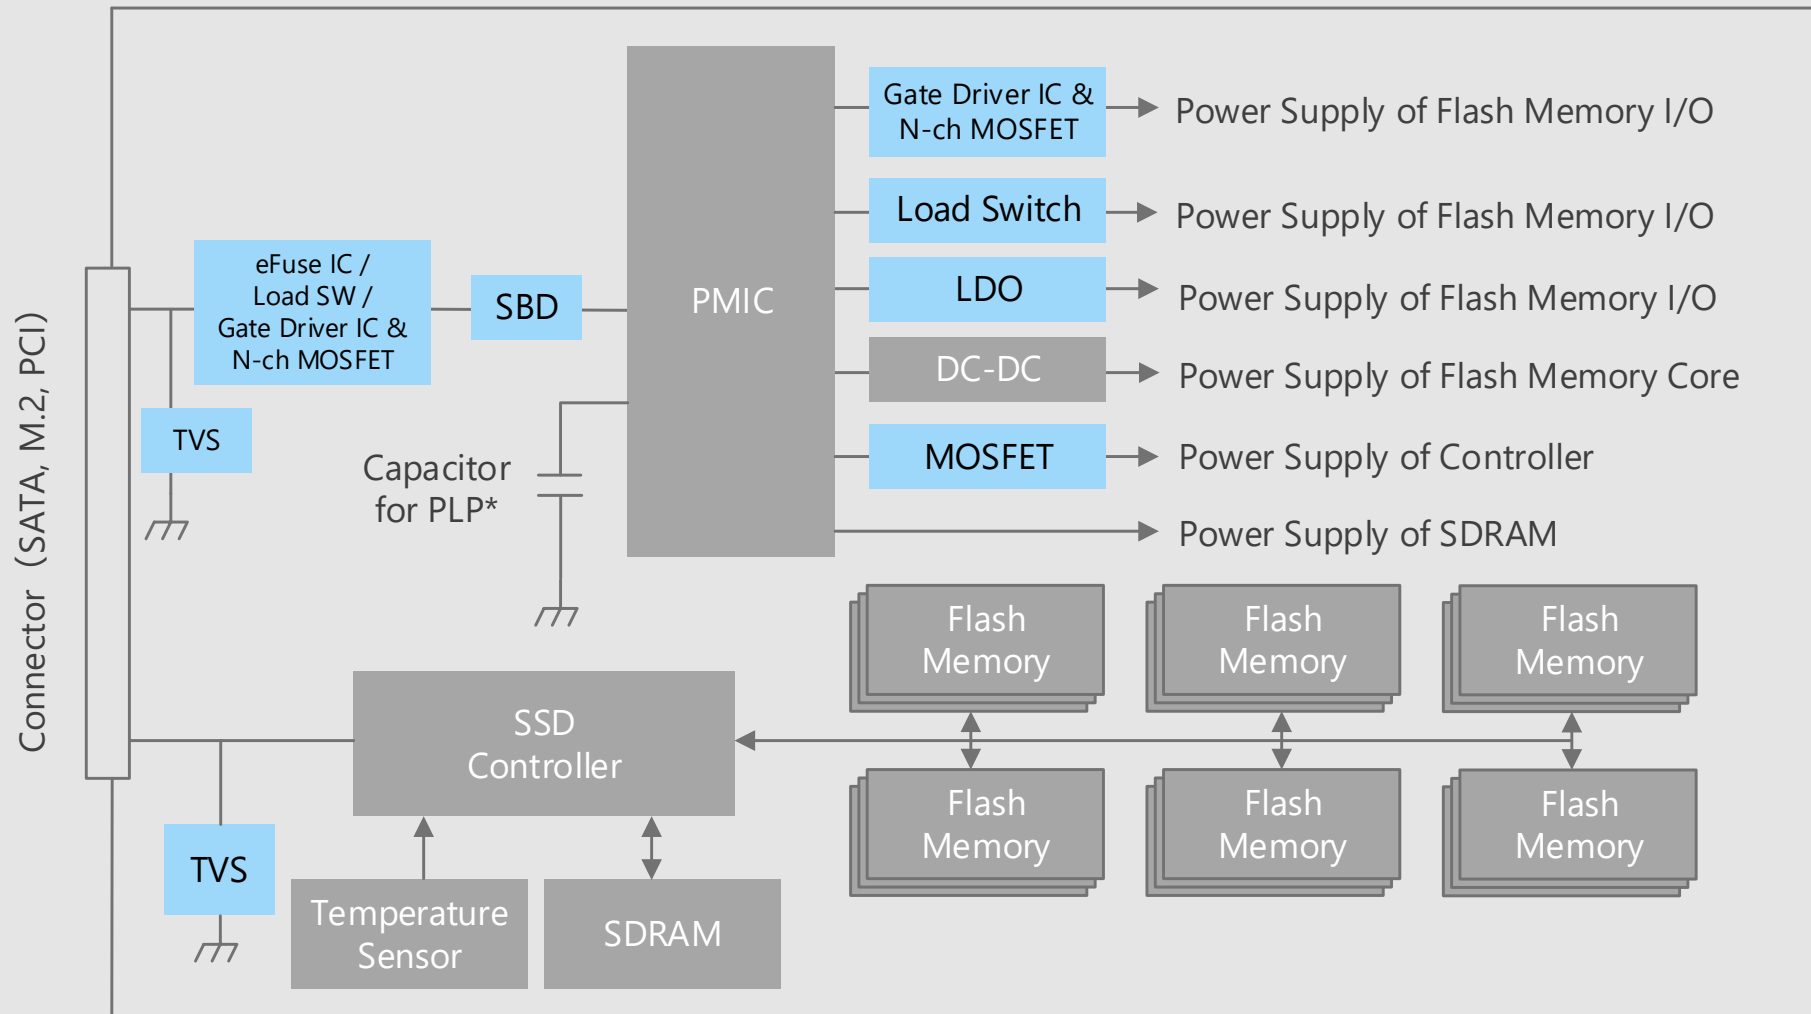 Connector (SATA, M.2, PCI)
eFuse IC /
Load SW /
Gate Driver IC &
N-ch MOSFET
SBD
TVS
Capacitor
for PLP*
PMIC
Gate Driver IC &
N-ch MOSFET
Power Supply of Flash Memory I/O
Load Switch
Power Supply of Flash Memory I/O
LDO
Power Supply of Flash Memory I/O
DC-DC
Power Supply of Flash Memory Core
MOSFET
Power Supply of Controller
Power Supply of SDRAM
Flash
Memory
Flash
Memory
Flash
Memory
SSD
Controller
Flash
Memory
Flash
Memory
Flash
Memory
TVS
Temperature
Sensor
SDRAM